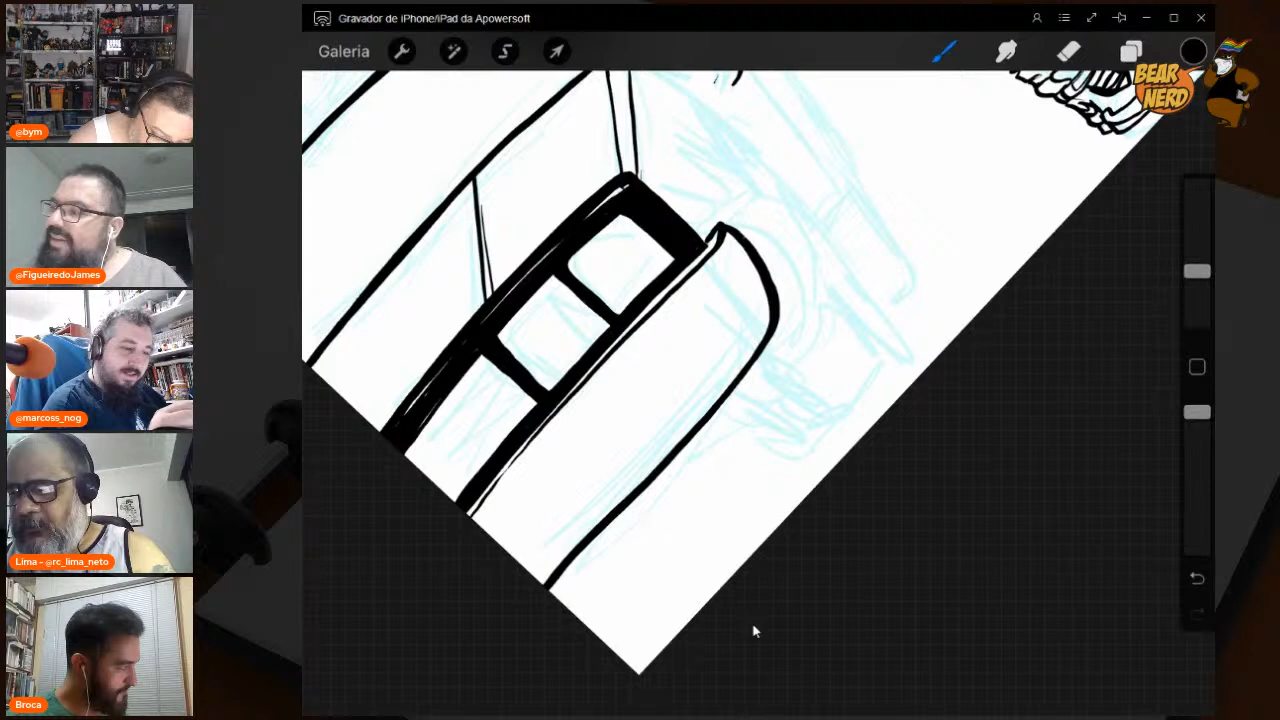 Gravador de iPhone/iPad da Apowersoft
Galeria
BEAR
NERD
@bym
@FigueiredoJames
@marcoss_nog
Lima - @rc_lima_neto
Broca